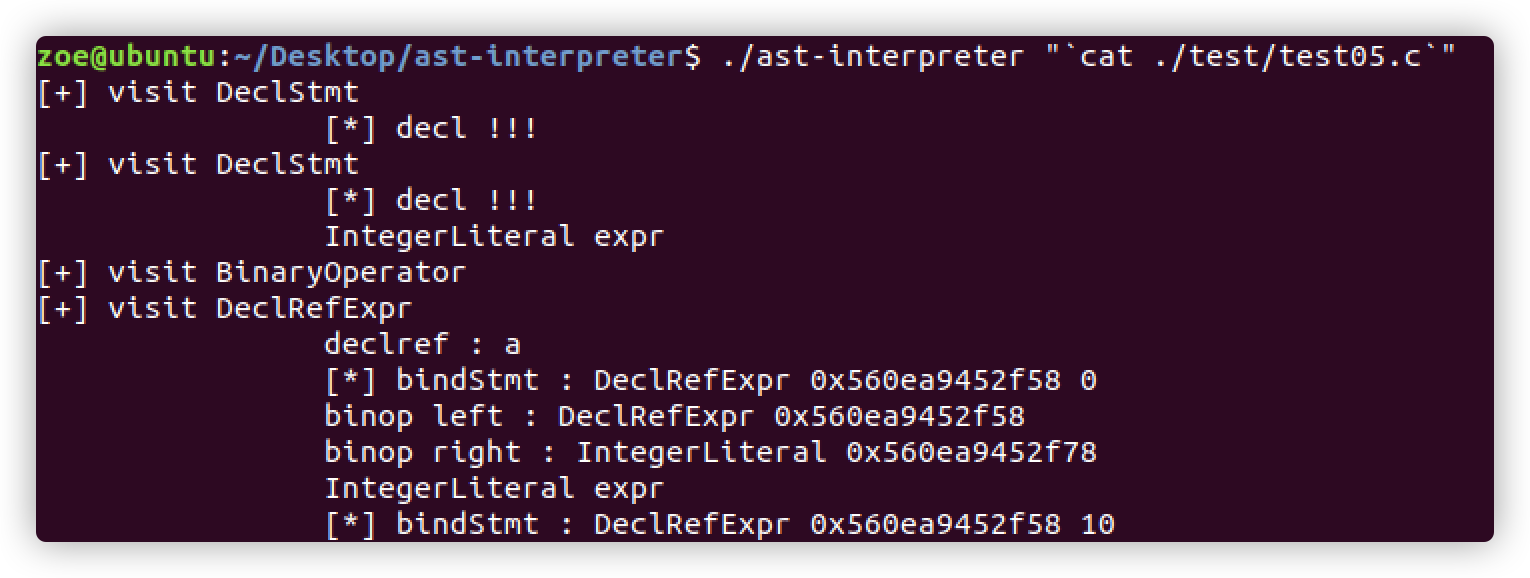 zoe@ubuntu:~/Desktop/ast-interpreter$ ./ast-interpreter "`cat ./test/test05.c`"
[+] visit DeclStmt
[*] decl !!!
[+] visit DeclStmt
[*] decl !!!
IntegerLiteral expr
[+] visit BinaryOperator
[+] visit DeclRefExpr
declref : a
[*] bindStmt : DeclRefExpr 0x560ea9452f58 0
binop left : DeclRefExpr 0x560ea9452f58
binop right : IntegerLiteral 0x560ea9452f78
IntegerLiteral expr
[*] bindStmt : DeclRefExpr 0x560ea9452f58 10